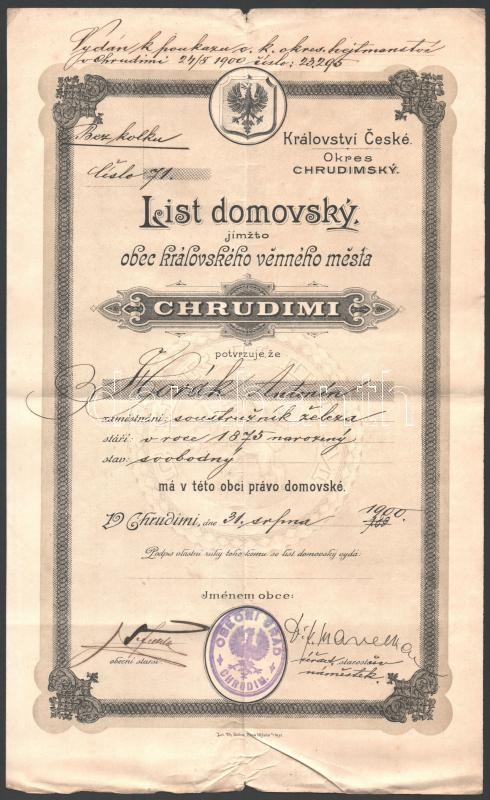 Vydán k poukazu c. k. okres. hejtmanství
v Chrudimi 24/8 1900 číslo: 23.295
Bez kolku
číslo 71.
Království České.
Okres
CHRUDIMSKÝ.
List domovský,
jímžto
obec královského věnného města
CHRUDIMI
potvrzuje, že
Horák Antonín
zaměstnání: soustružník železa
stáří: v roce 1875 narozený
stav: svobodný
má v této obci právo domovské.
V Chrudimi, dne 31. srpna 1900.
Podpis vlastní ruky toho komu se list domovský vydá:
Jménem obce:
OBECNÍ ÚŘAD
CHRUDIM.
obecní starší
starosta
náměstek.